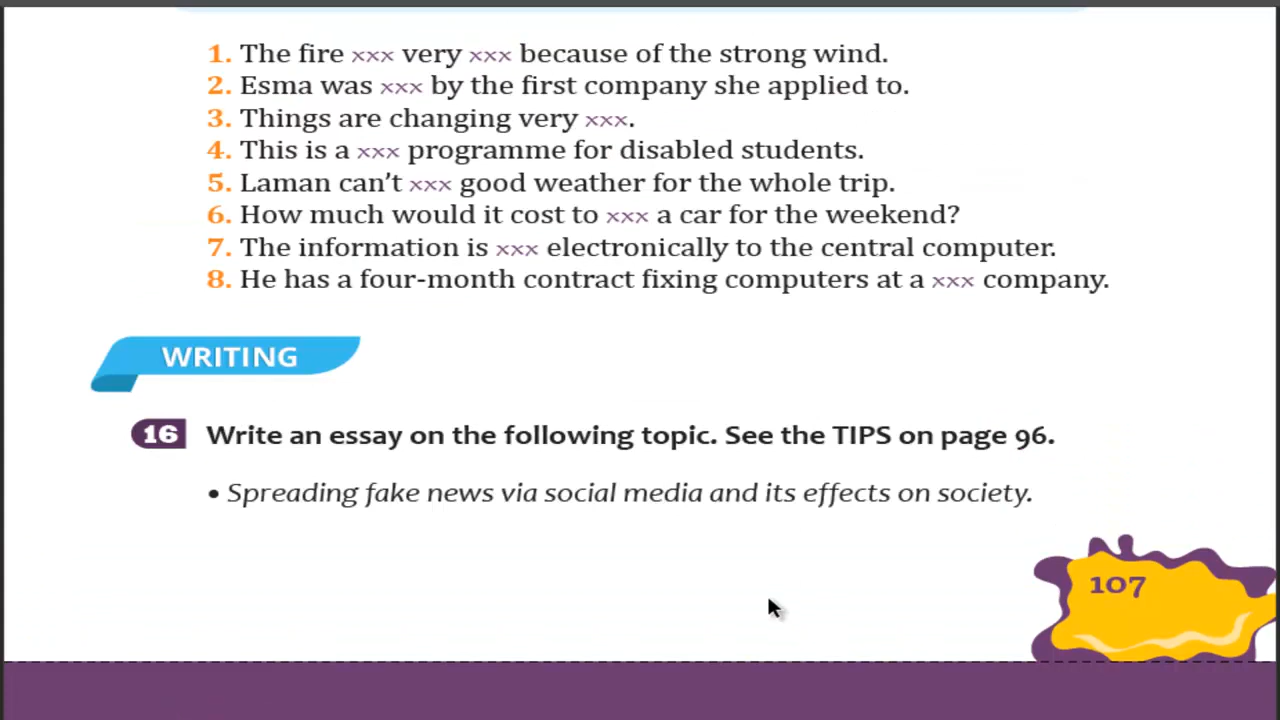 1. The fire xxx very xxx because of the strong wind.
2. Esma was xxx by the first company she applied to.
3. Things are changing very xxx.
4. This is a xxx programme for disabled students.
5. Laman can’t xxx good weather for the whole trip.
6. How much would it cost to xxx a car for the weekend?
7. The information is xxx electronically to the central computer.
8. He has a four-month contract fixing computers at a xxx company.
WRITING
16 Write an essay on the following topic. See the TIPS on page 96.
• Spreading fake news via social media and its effects on society.
107